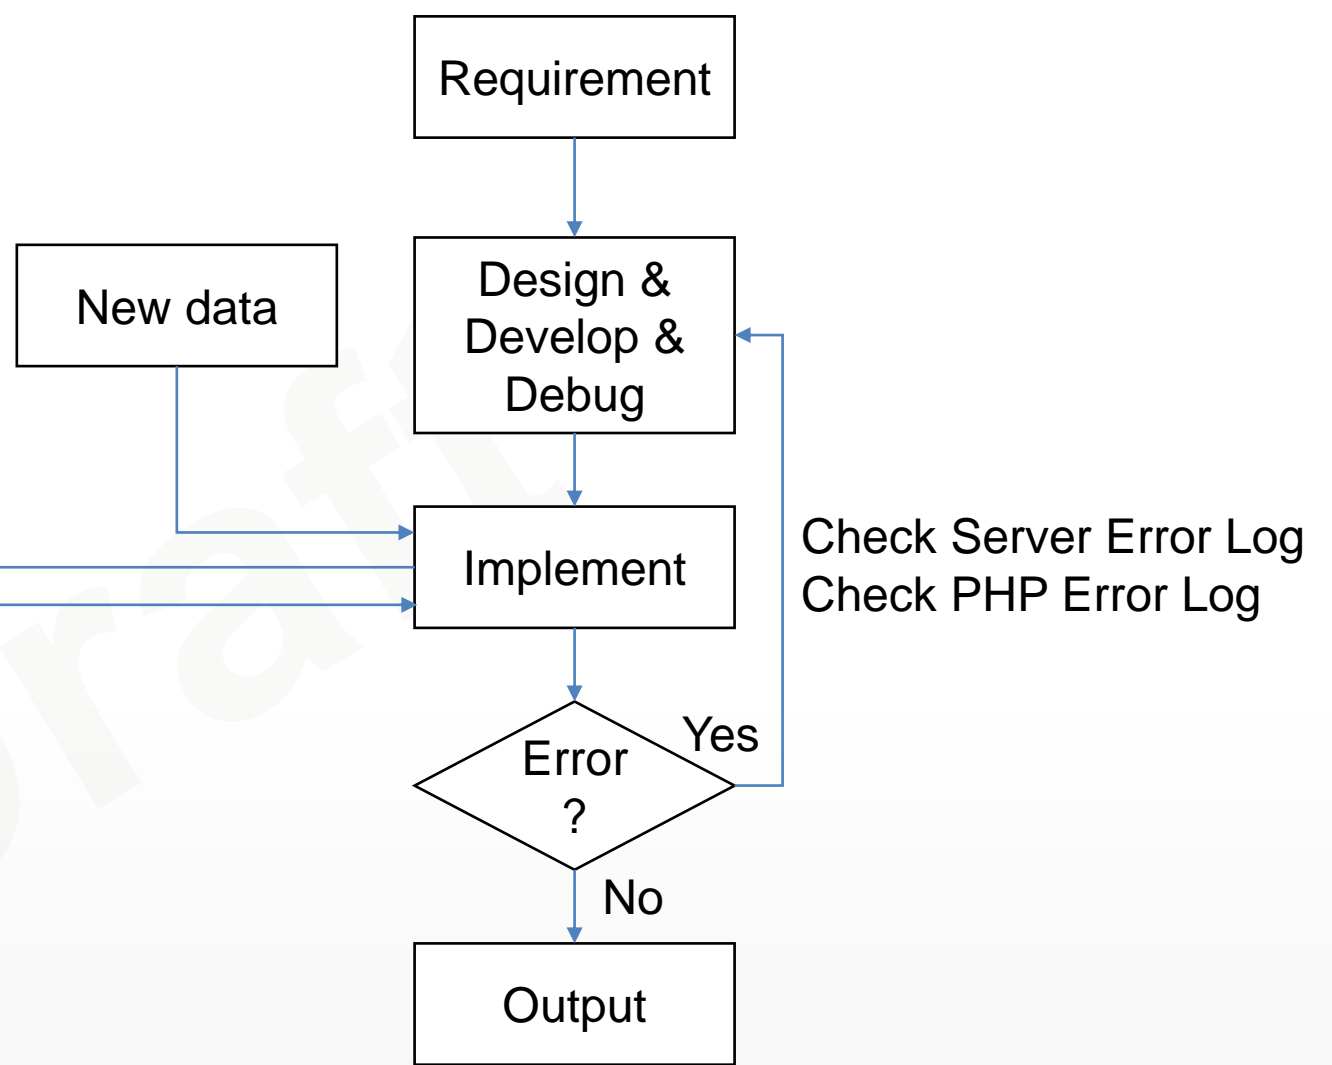 Requirement
New data
Design &
Develop &
Debug
Implement
Check Server Error Log
Check PHP Error Log
Error
?
Yes
No
Output
Draft